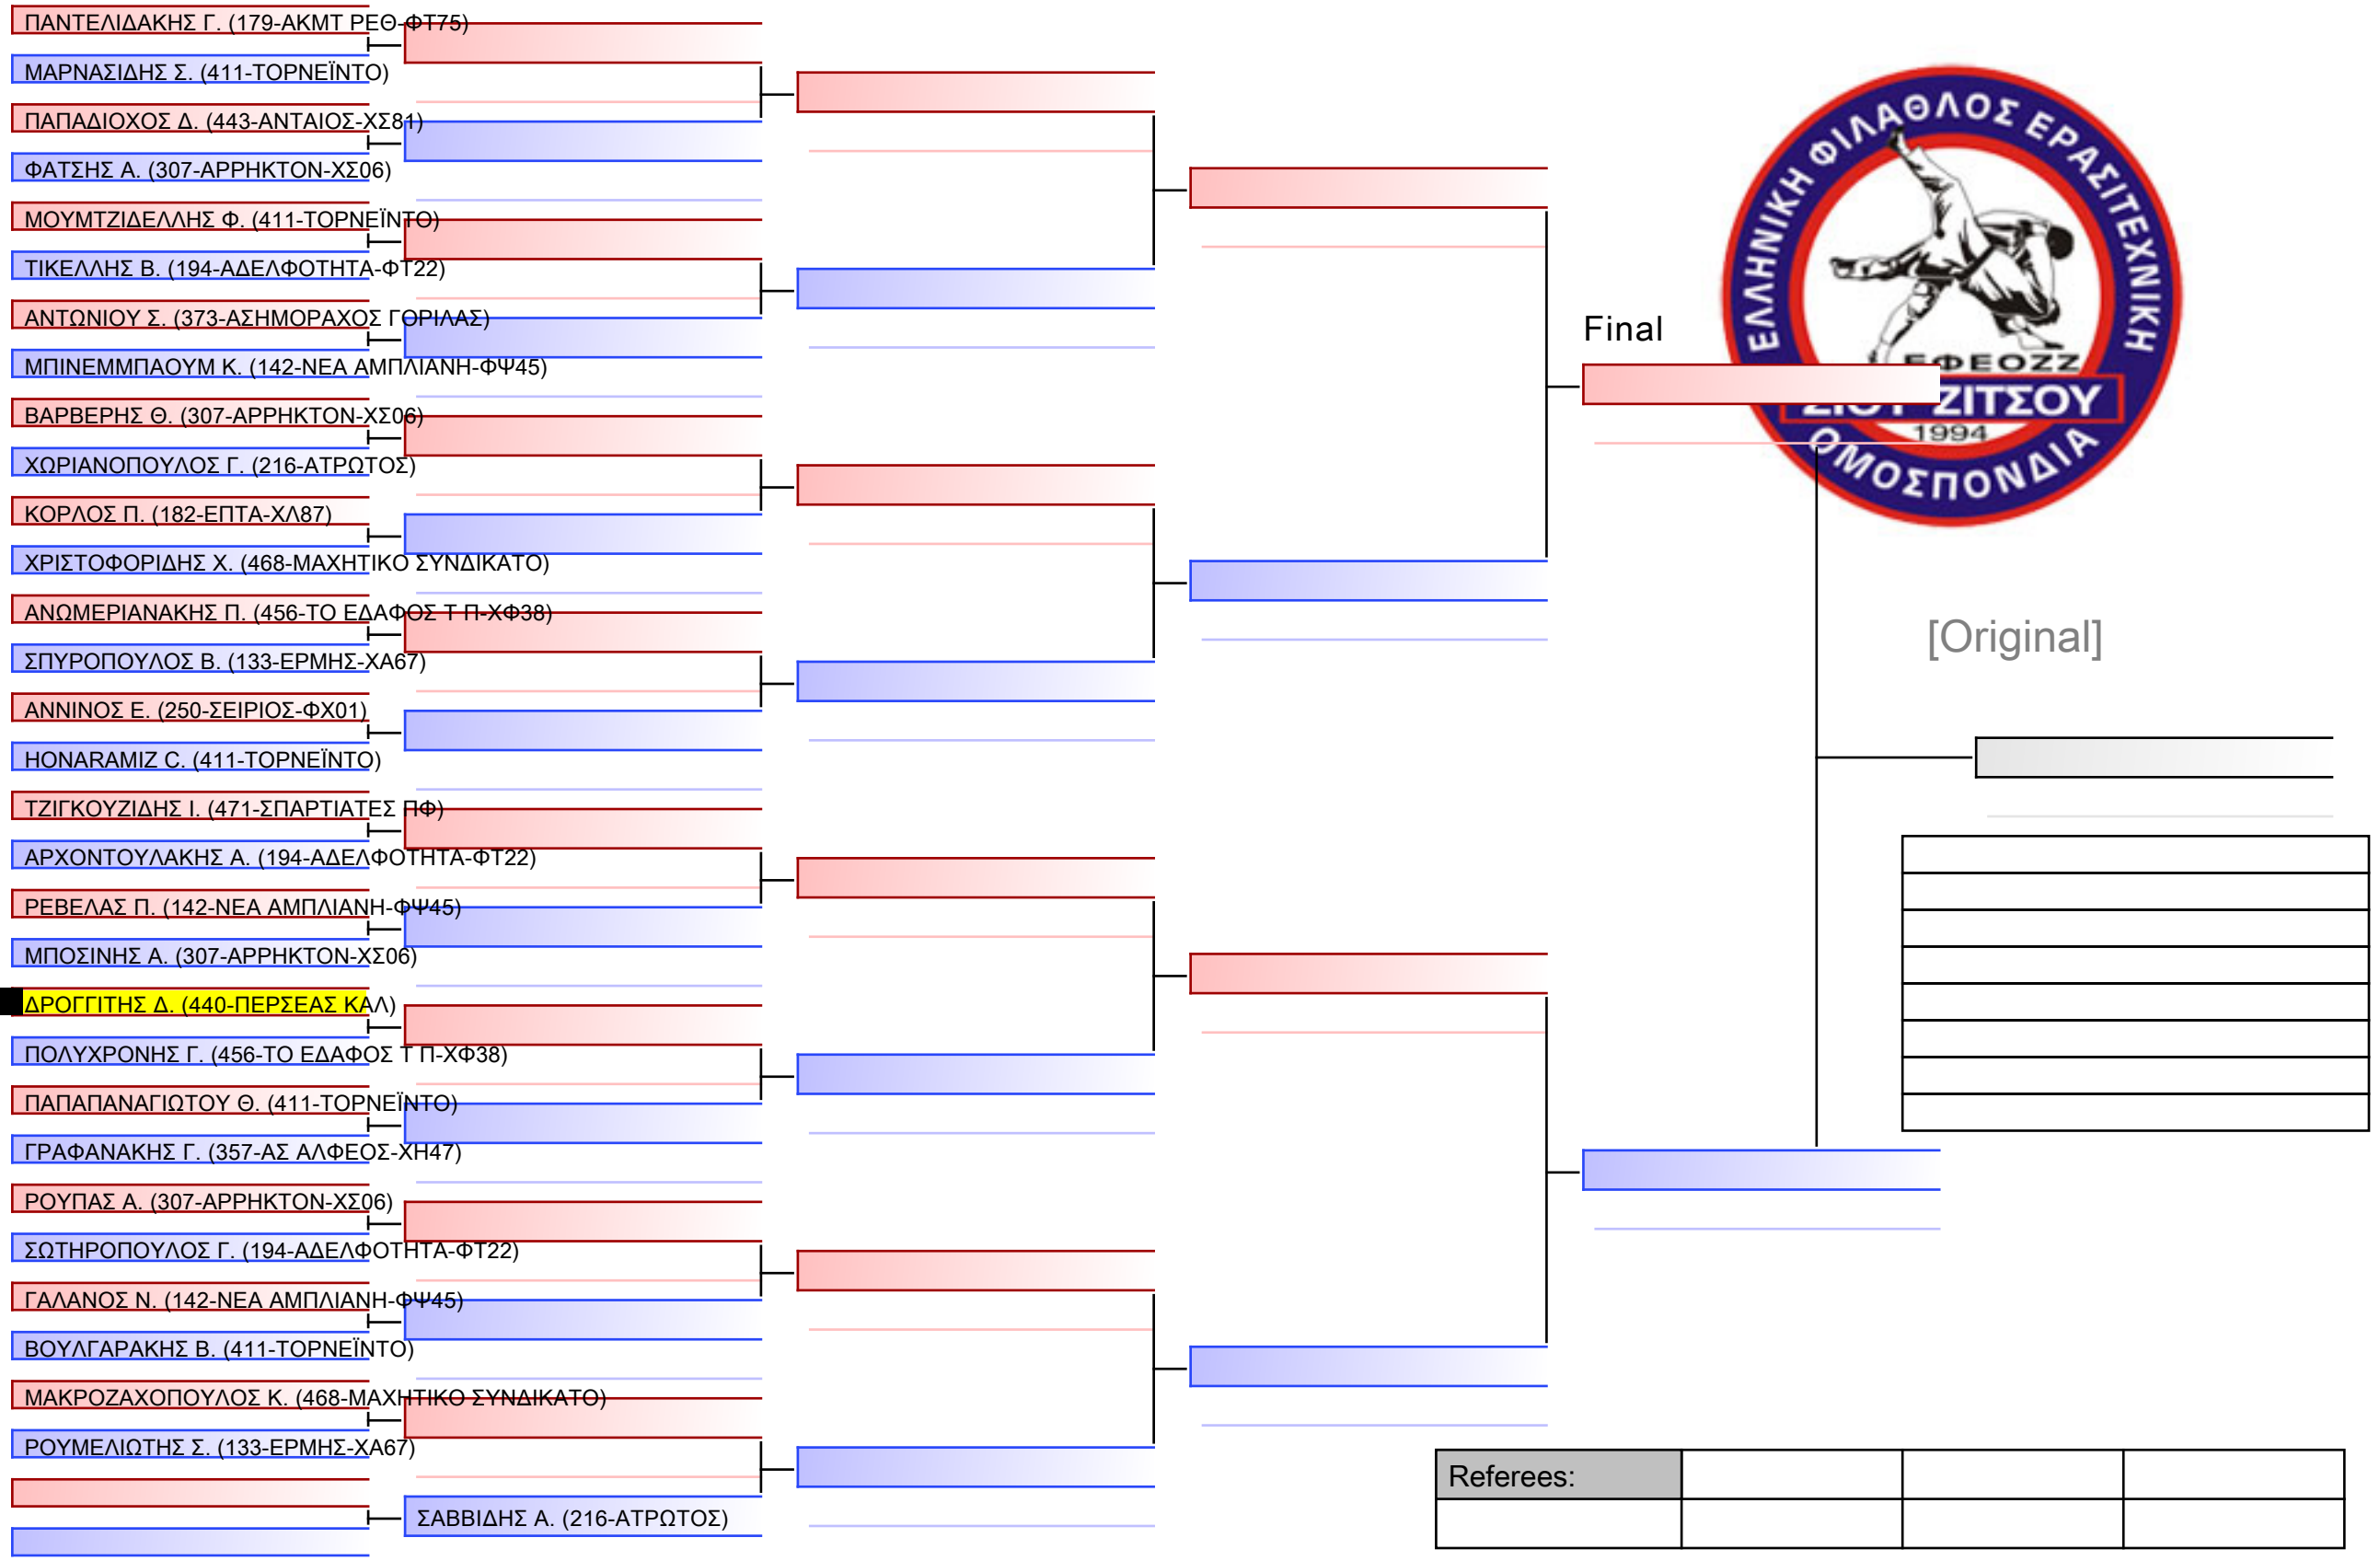 ΠΑΝΤΕΛΙΔΑΚΗΣ Γ. (179-ΑΚΜΤ ΡΕΘ-ΦΤ75)
ΜΑΡΝΑΣΙΔΗΣ Σ. (411-ΤΟΡΝΕΪΝΤΟ)
ΠΑΠΑΔΙΟΧΟΣ Δ. (443-ΑΝΤΑΙΟΣ-ΧΣ81)
ΦΑΤΣΗΣ Α. (307-ΑΡΡΗΚΤΟΝ-ΧΣ06)
ΜΟΥΜΤΖΙΔΕΛΛΗΣ Φ. (411-ΤΟΡΝΕΪΝΤΟ)
ΤΙΚΕΛΛΗΣ Β. (194-ΑΔΕΛΦΟΤΗΤΑ-ΦΤ22)
ΑΝΤΩΝΙΟΥ Σ. (373-ΑΣΗΜΟΡΑΧΟΣ ΓΟΡΙΛΑΣ)
ΜΠΙΝΕΜΜΠΑΟΥΜ Κ. (142-ΝΕΑ ΑΜΠΛΙΑΝΗ-ΦΨ45)
ΒΑΡΒΕΡΗΣ Θ. (307-ΑΡΡΗΚΤΟΝ-ΧΣ06)
ΧΩΡΙΑΝΟΠΟΥΛΟΣ Γ. (216-ΑΤΡΩΤΟΣ)
ΚΟΡΛΟΣ Π. (182-ΕΠΤΑ-ΧΛ87)
ΧΡΙΣΤΟΦΟΡΙΔΗΣ Χ. (468-ΜΑΧΗΤΙΚΟ ΣΥΝΔΙΚΑΤΟ)
ΑΝΩΜΕΡΙΑΝΑΚΗΣ Π. (456-ΤΟ ΕΔΑΦΟΣ Τ Π-ΧΦ38)
ΣΠΥΡΟΠΟΥΛΟΣ Β. (133-ΕΡΜΗΣ-ΧΑ67)
ΑΝΝΙΝΟΣ Ε. (250-ΣΕΙΡΙΟΣ-ΦΧ01)
HONARAMIZ C. (411-ΤΟΡΝΕΪΝΤΟ)
ΤΖΙΓΚΟΥΖΙΔΗΣ Ι. (471-ΣΠΑΡΤΙΑΤΕΣ ΠΦ)
ΑΡΧΟΝΤΟΥΛΑΚΗΣ Α. (194-ΑΔΕΛΦΟΤΗΤΑ-ΦΤ22)
ΡΕΒΕΛΑΣ Π. (142-ΝΕΑ ΑΜΠΛΙΑΝΗ-ΦΨ45)
ΜΠΟΣΙΝΗΣ Α. (307-ΑΡΡΗΚΤΟΝ-ΧΣ06)
ΔΡΟΓΓΙΤΗΣ Δ. (440-ΠΕΡΣΕΑΣ ΚΑΛ)
ΠΟΛΥΧΡΟΝΗΣ Γ. (456-ΤΟ ΕΔΑΦΟΣ Τ Π-ΧΦ38)
ΠΑΠΑΠΑΝΑΓΙΩΤΟΥ Θ. (411-ΤΟΡΝΕΪΝΤΟ)
ΓΡΑΦΑΝΑΚΗΣ Γ. (357-ΑΣ ΑΛΦΕΟΣ-ΧΗ47)
ΡΟΥΠΑΣ Α. (307-ΑΡΡΗΚΤΟΝ-ΧΣ06)
ΣΩΤΗΡΟΠΟΥΛΟΣ Γ. (194-ΑΔΕΛΦΟΤΗΤΑ-ΦΤ22)
ΓΑΛΑΝΟΣ Ν. (142-ΝΕΑ ΑΜΠΛΙΑΝΗ-ΦΨ45)
ΒΟΥΛΓΑΡΑΚΗΣ Β. (411-ΤΟΡΝΕΪΝΤΟ)
ΜΑΚΡΟΖΑΧΟΠΟΥΛΟΣ Κ. (468-ΜΑΧΗΤΙΚΟ ΣΥΝΔΙΚΑΤΟ)
ΡΟΥΜΕΛΙΩΤΗΣ Σ. (133-ΕΡΜΗΣ-ΧΑ67)
ΣΑΒΒΙΔΗΣ Α. (216-ΑΤΡΩΤΟΣ)
Final
ΕΛΛΗΝΙΚΗ ΦΙΛΑΘΛΟΣ ΕΡΑΣΙΤΕΧΝΙΚΗ
ΕΦΕΟΖΖ
ΖΙΤΣΟΥ
1994
ΟΜΟΣΠΟΝΔΙΑ
[Original]
Referees: